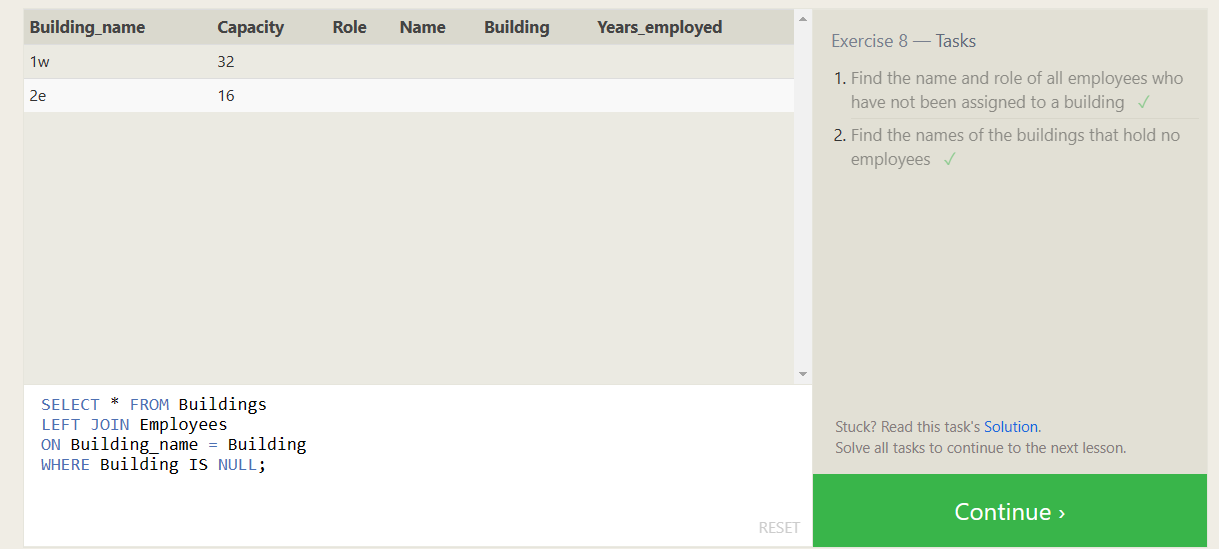 Building_name Capacity Role Name Building Years_employed
1w 32
2e 16
SELECT * FROM Buildings
LEFT JOIN Employees
ON Building_name = Building
WHERE Building IS NULL;
RESET
Exercise 8 — Tasks
1. Find the name and role of all employees who
have not been assigned to a building ✓
2. Find the names of the buildings that hold no
employees ✓
Stuck? Read this task's Solution.
Solve all tasks to continue to the next lesson.
Continue ›